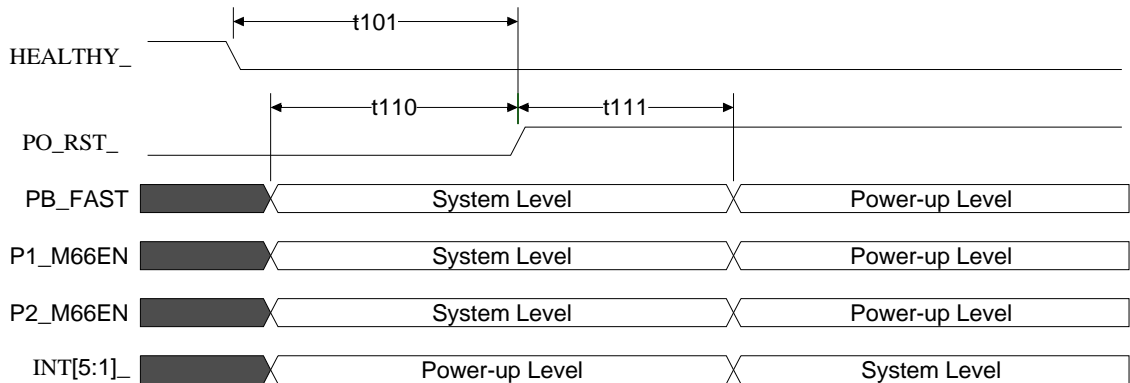 t101
HEALTHY_
t110 t111
PO_RST_
PB_FAST System Level Power-up Level
P1_M66EN System Level Power-up Level
P2_M66EN System Level Power-up Level
INT[5:1]_ Power-up Level System Level